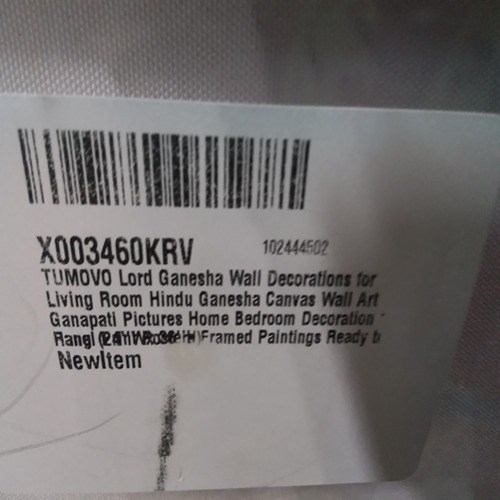 X003460KRV 102444502
TUMOVO Lord Ganesha Wall Decorations for
Living Room Hindu Ganesha Canvas Wall Art
Ganapati Pictures Home Bedroom Decoration
Framed Paintings Ready
NewItem